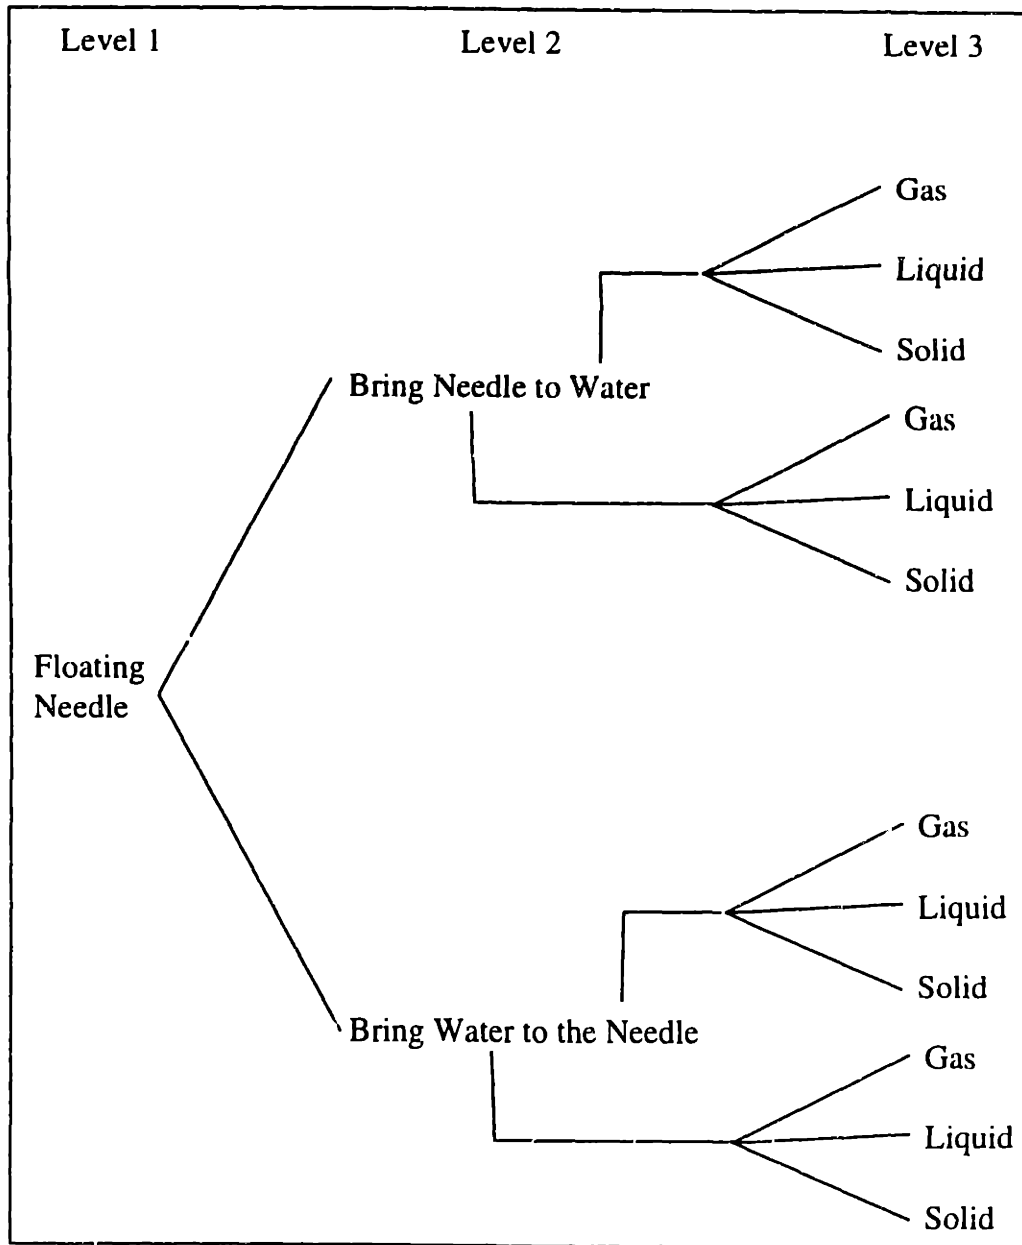 Level 1
Level 2
Level 3
Gas
Liquid
Solid
Bring Needle to Water
Gas
Liquid
Solid
Floating
Needle
Gas
Liquid
Solid
Bring Water to the Needle
Gas
Liquid
Solid